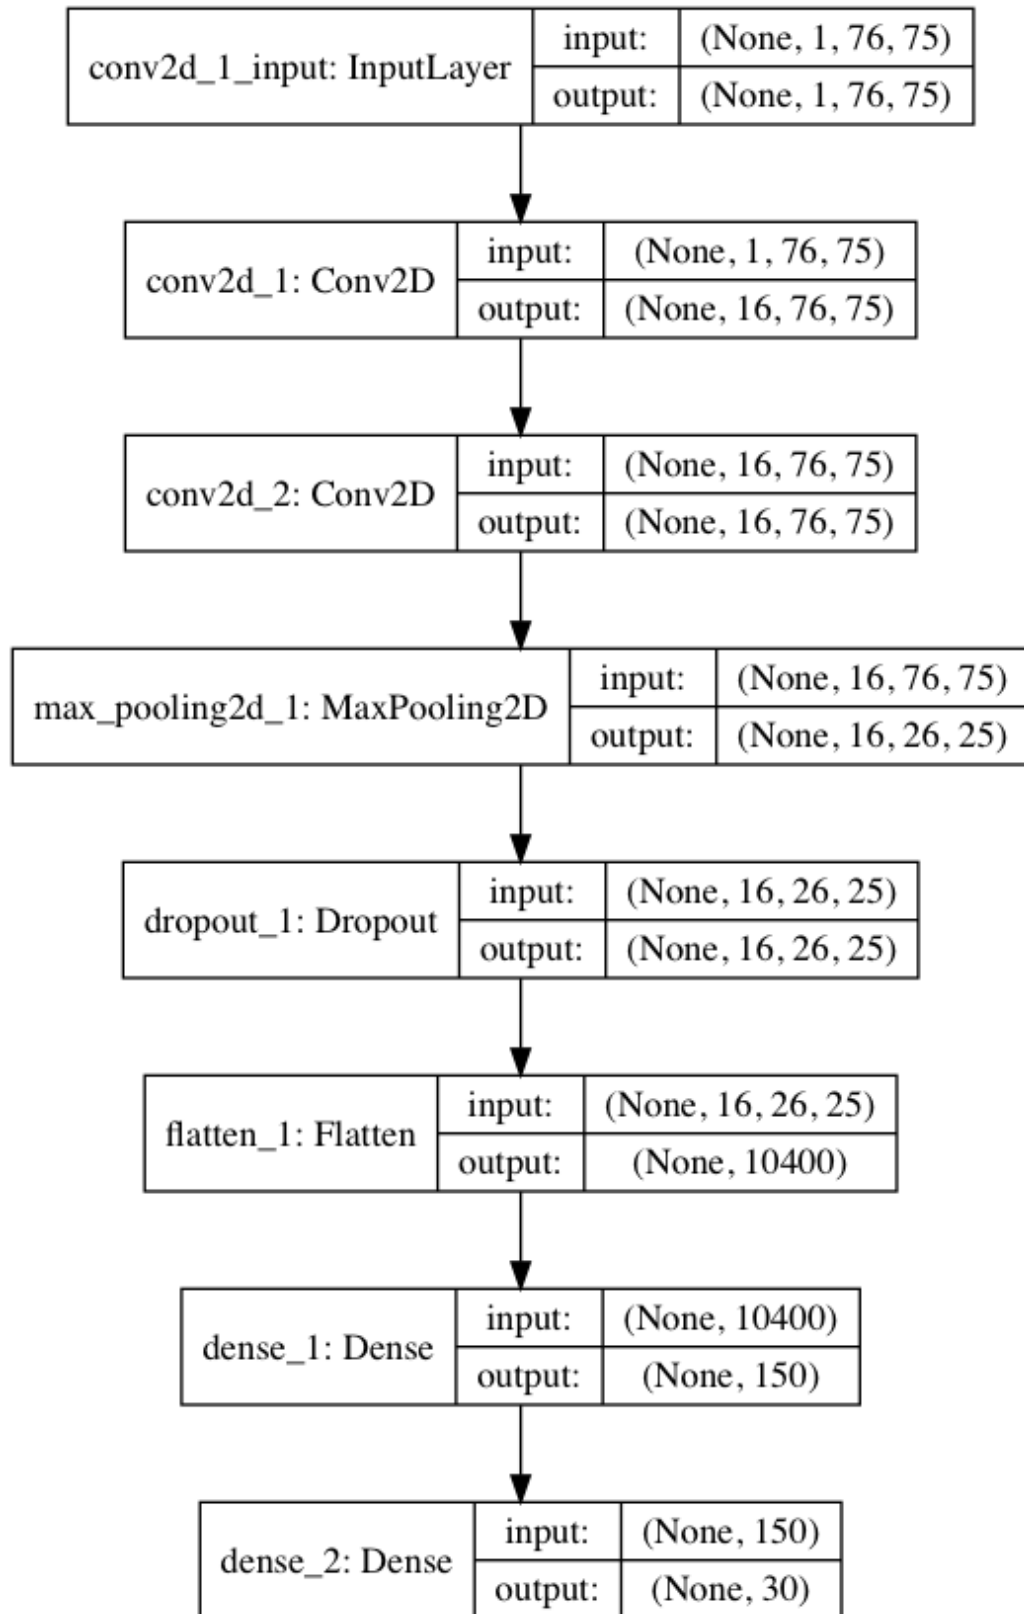 conv2d_1_input: InputLayer
input: (None, 1, 76, 75)
output: (None, 1, 76, 75)
conv2d_1: Conv2D
input: (None, 1, 76, 75)
output: (None, 16, 76, 75)
conv2d_2: Conv2D
input: (None, 16, 76, 75)
output: (None, 16, 76, 75)
max_pooling2d_1: MaxPooling2D
input: (None, 16, 76, 75)
output: (None, 16, 26, 25)
dropout_1: Dropout
input: (None, 16, 26, 25)
output: (None, 16, 26, 25)
flatten_1: Flatten
input: (None, 16, 26, 25)
output: (None, 10400)
dense_1: Dense
input: (None, 10400)
output: (None, 150)
dense_2: Dense
input: (None, 150)
output: (None, 30)